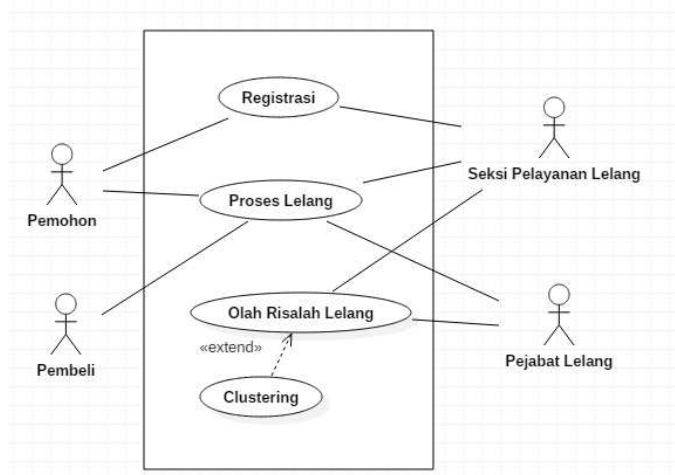 Registrasi
Seksi Pelayanan Lelang
Proses Lelang
Pemohon
Olah Risalah Lelang
«extend»
Pembeli
Pejabat Lelang
Clustering